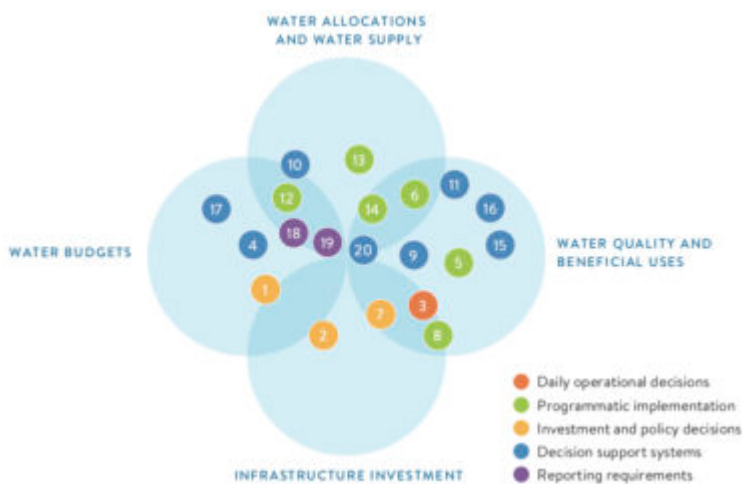 WATER ALLOCATIONS
AND WATER SUPPLY
10
13
12
6
11
17
14
16
18
19
4
20
9
15
5
WATER BUDGETS
WATER QUALITY AND
BENEFICIAL USES
1
2
7
3
8
Daily operational decisions
Programmatic implementation
Investment and policy decisions
Decision support systems
Reporting requirements
INFRASTRUCTURE INVESTMENT